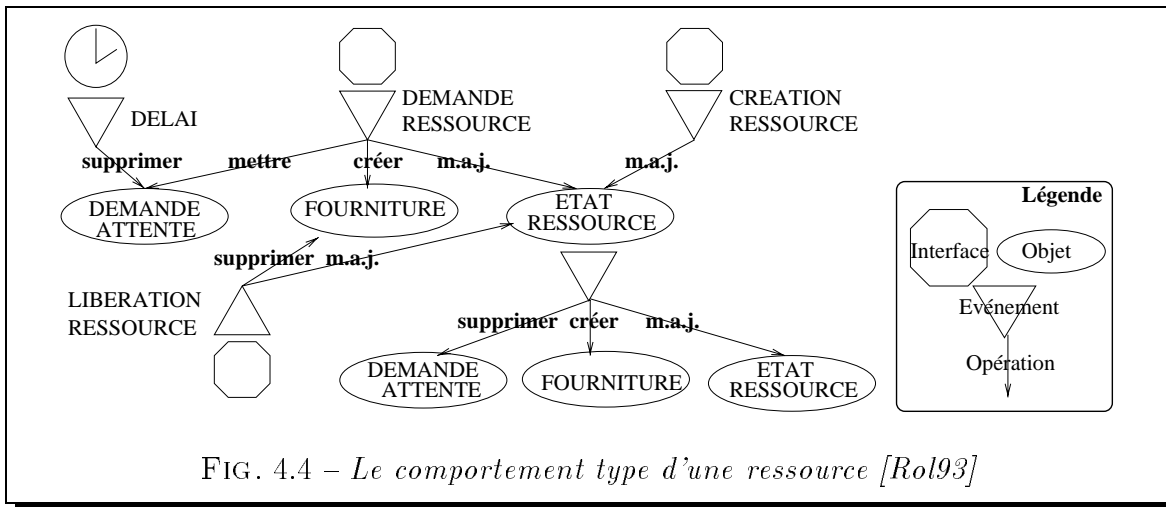 DELAI
DEMANDE
RESSOURCE
CREATION
RESSOURCE
supprimer
mettre
créer
m.a.j.
m.a.j.
DEMANDE
ATTENTE
FOURNITURE
ETAT
RESSOURCE
supprimer
m.a.j.
LIBERATION
RESSOURCE
supprimer
créer
m.a.j.
DEMANDE
ATTENTE
FOURNITURE
ETAT
RESSOURCE
Légende
Interface
Objet
Evénement
Opération
FIG. 4.4 – Le comportement type d'une ressource [Rol93]